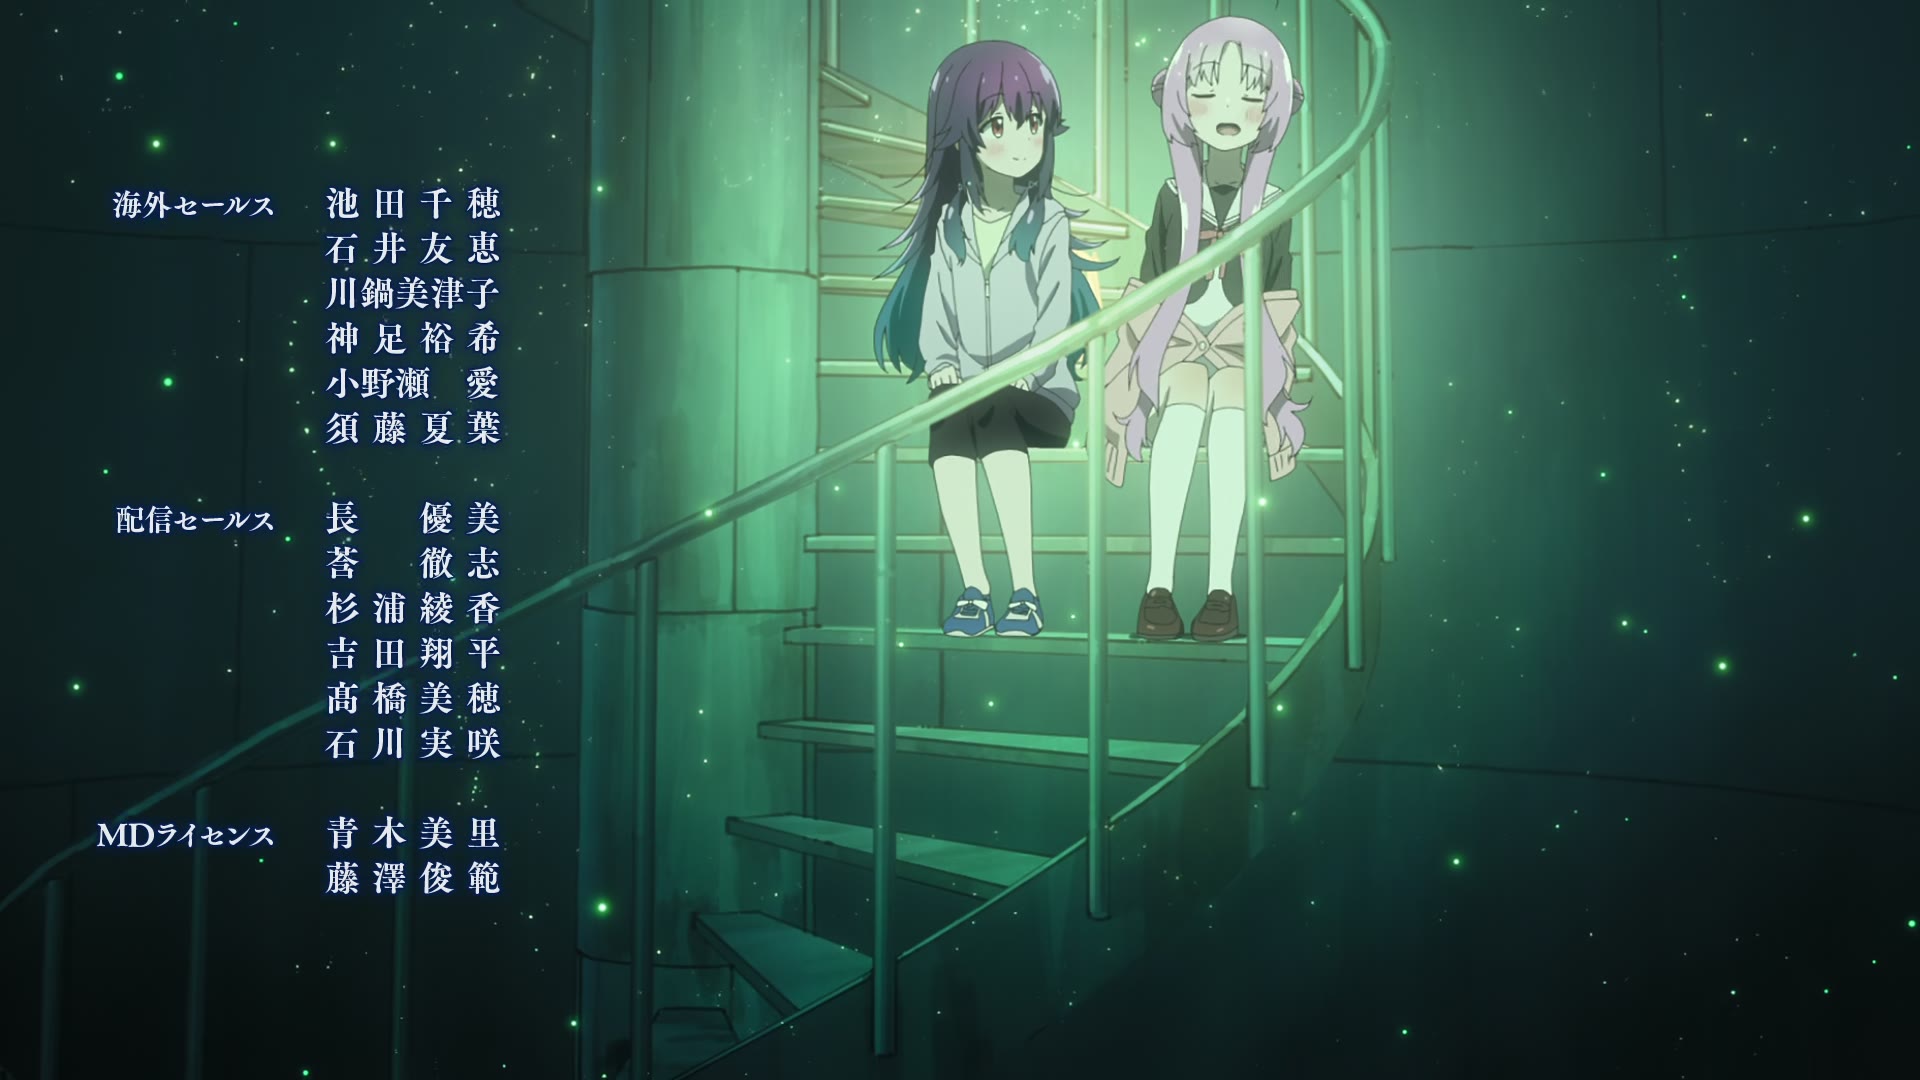 海外セールス 池田千穂
石井友恵
川鍋美津子
神足裕希
小野瀬 愛
須藤夏葉
配信セールス 長 優美
荅 徹志
杉浦綾香
吉田翔平
髙橋美穂
石川実咲
MDライセンス 青木美里
藤澤俊範